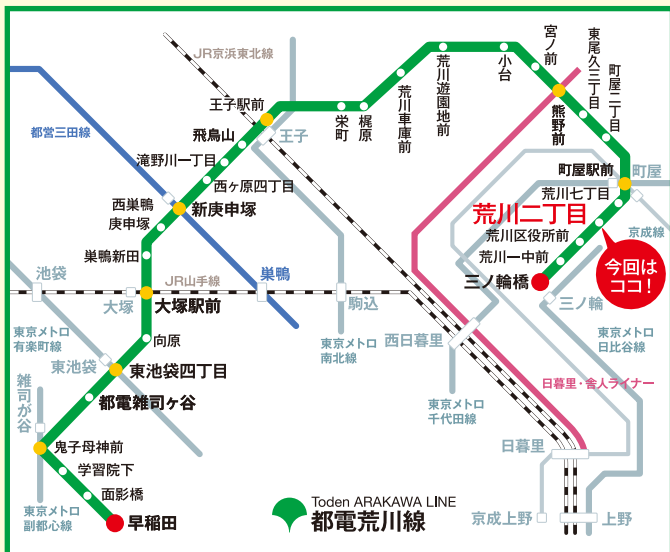 JR京浜東北線
王子駅前
飛鳥山
滝野川一丁目
西ヶ原四丁目
新庚申塚
西巣鴨
庚申塚
巣鴨新田
都営三田線
王子
栄町
梶原
荒川車庫前
荒川遊園地前
小台
宮ノ前
熊野前
東尾久三丁目
町屋二丁目
町屋駅前
町屋
荒川七丁目
荒川二丁目
荒川区役所前
荒川一中前
三ノ輪橋
今回は
ココ！
京成線
三ノ輪
東京メトロ
日比谷線
池袋
JR山手線
大塚
大塚駅前
巣鴨
駒込
西日暮里
東京メトロ
有楽町線
東京メトロ
南北線
向原
東池袋
東池袋四丁目
都電雑司ヶ谷
雑司が谷
鬼子母神前
学習院下
面影橋
早稲田
東京メトロ
副都心線
東京メトロ
千代田線
日暮里・舎人ライナー
日暮里
京成上野
上野
Toden ARAKAWA LINE
都電荒川線